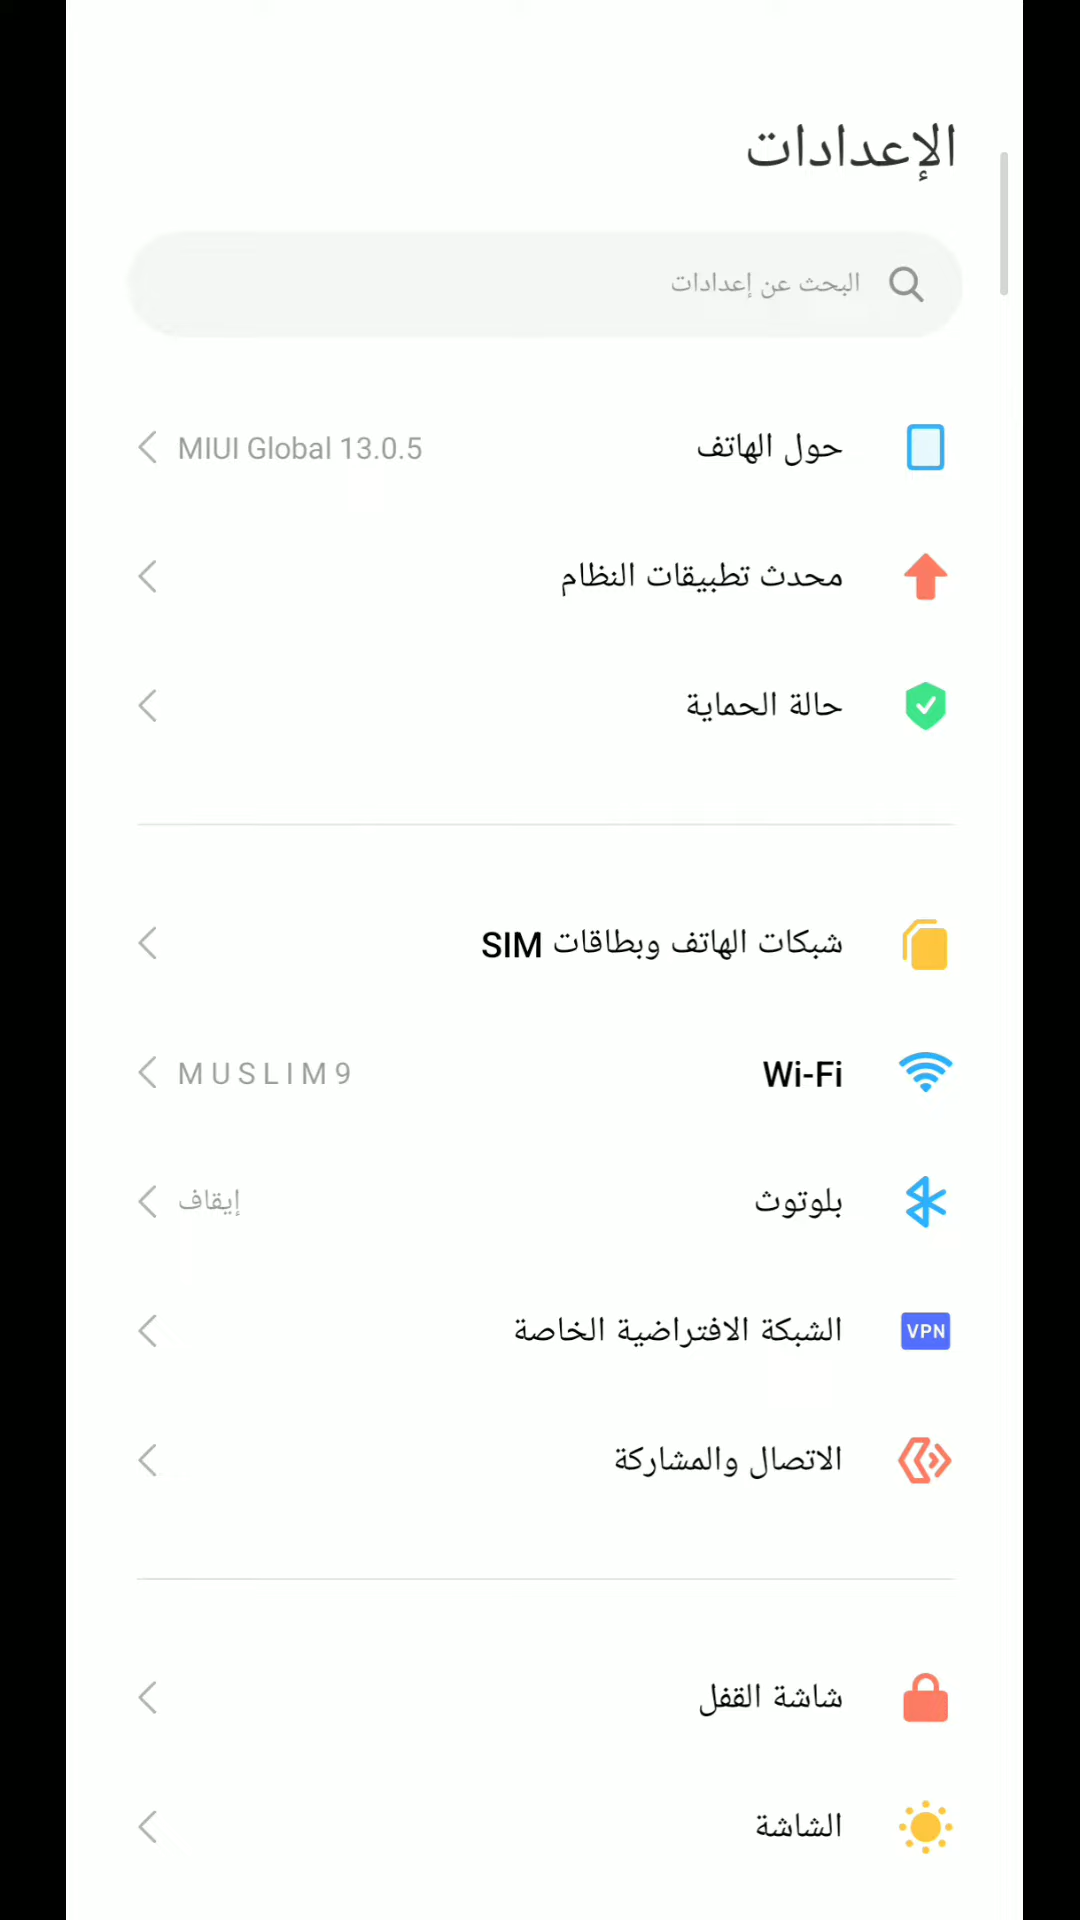 الإعدادات
البحث عن إعدادات
حول الهاتف MIUI Global 13.0.5
محدث تطبيقات النظام
حالة الحماية
شبكات الهاتف وبطاقات SIM
Wi-Fi M U S L I M 9
بلوتوث إيقاف
VPN الشبكة الافتراضية الخاصة
الاتصال والمشاركة
شاشة القفل
الشاشة